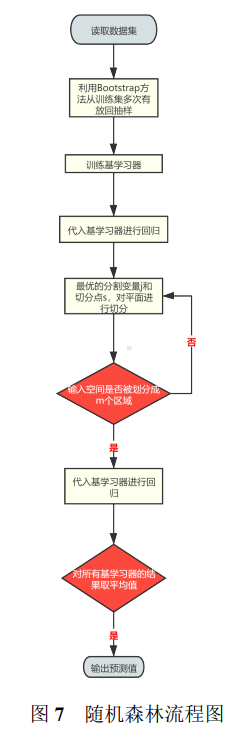 读取数据集
利用Bootstrap方
法从训练集多次有
放回抽样
训练基学习器
代入基学习器进行回归
最优的分割变量j和
切分点s，对平面进
行切分
否
输入空间是否被划分成
m个区域
是
代入基学习器进行回
归
对所有基学习器的结
果取平均值
是
输出预测值
图 7 随机森林流程图